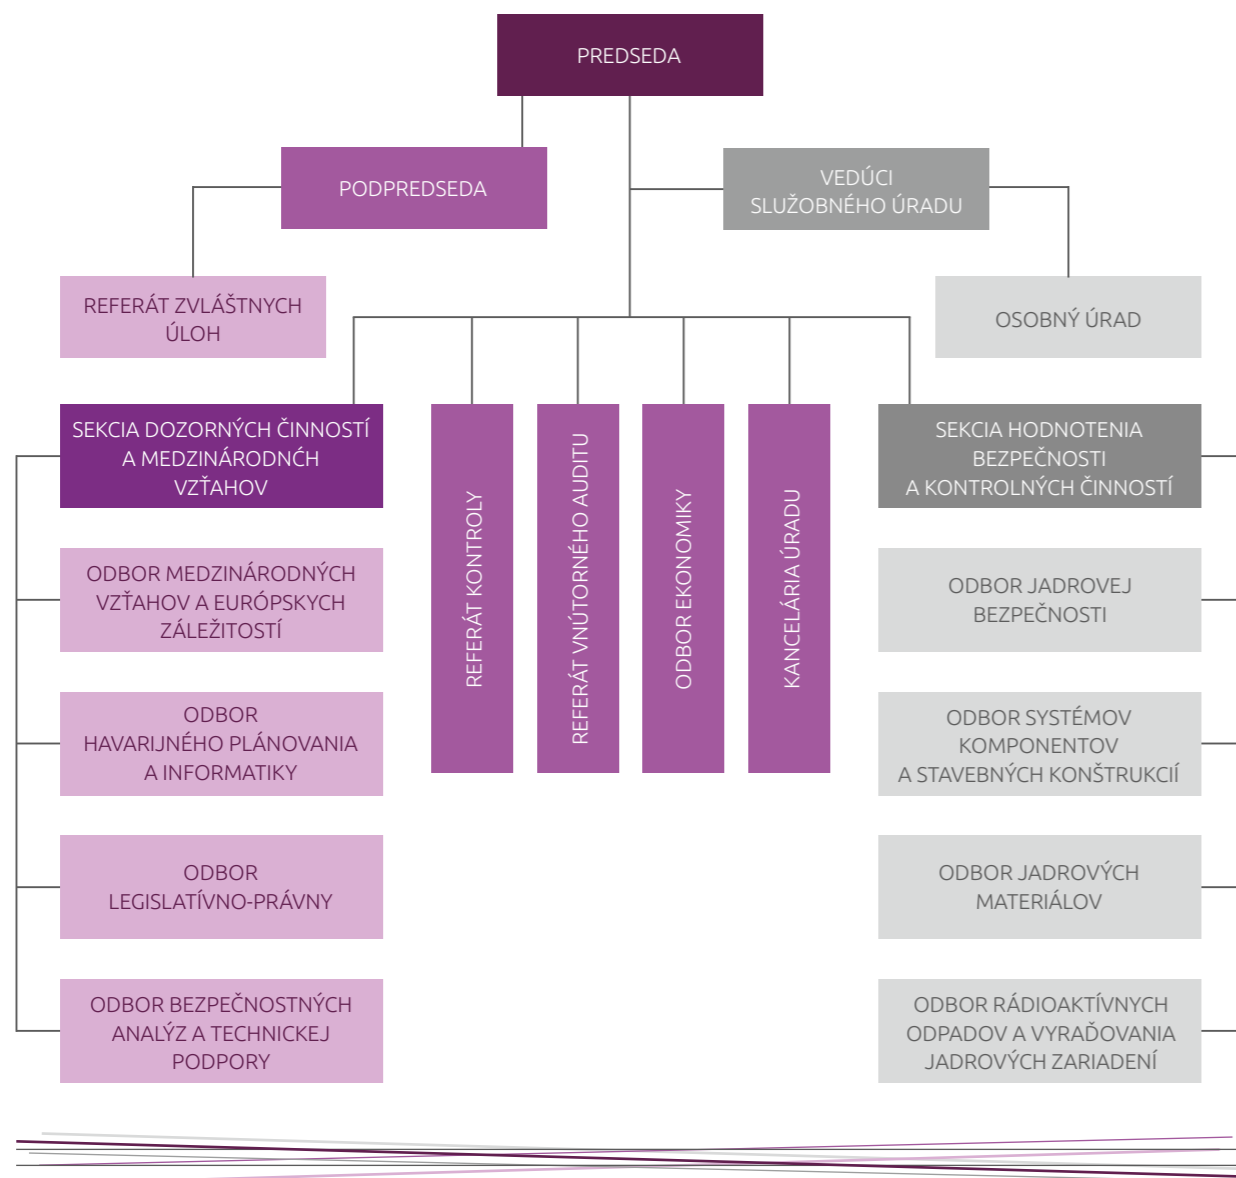 PREDSEDA
PODPREDSEDA
VEDÚCI
SLUŽOBNÉHO ÚRADU
REFERÁT ZVLÁŠTNYCH
ÚLOH
OSOBNÝ ÚRAD
SEKCIA DOZORNÝCH ČINNOSTÍ
A MEDZINÁRODNĆH
VZŤAHOV
ODBOR MEDZINÁRODNÝCH
VZŤAHOV A EURÓPSKYCH
ZÁLEŽITOSTÍ
ODBOR
HAVARIJNÉHO PLÁNOVANIA
A INFORMATIKY
ODBOR
LEGISLATÍVNO-PRÁVNY
ODBOR BEZPEČNOSTNÝCH
ANALÝZ A TECHNICKEJ
PODPORY
REFERÁT KONTROLY
REFERÁT VNÚTORNÉHO AUDITU
ODBOR EKONOMIKY
KANCELÁRIA ÚRADU
SEKCIA HODNOTENIA
BEZPEČNOSTI
A KONTROLNÝCH ČINNOSTÍ
ODBOR JADROVEJ
BEZPEČNOSTI
ODBOR SYSTÉMOV
KOMPONENTOV
A STAVEBNÝCH KONŠTRUKCIÍ
ODBOR JADROVÝCH
MATERIÁLOV
ODBOR RÁDIOAKTÍVNYCH
ODPADOV A VYRAĎOVANIA
JADROVÝCH ZARIADENÍ